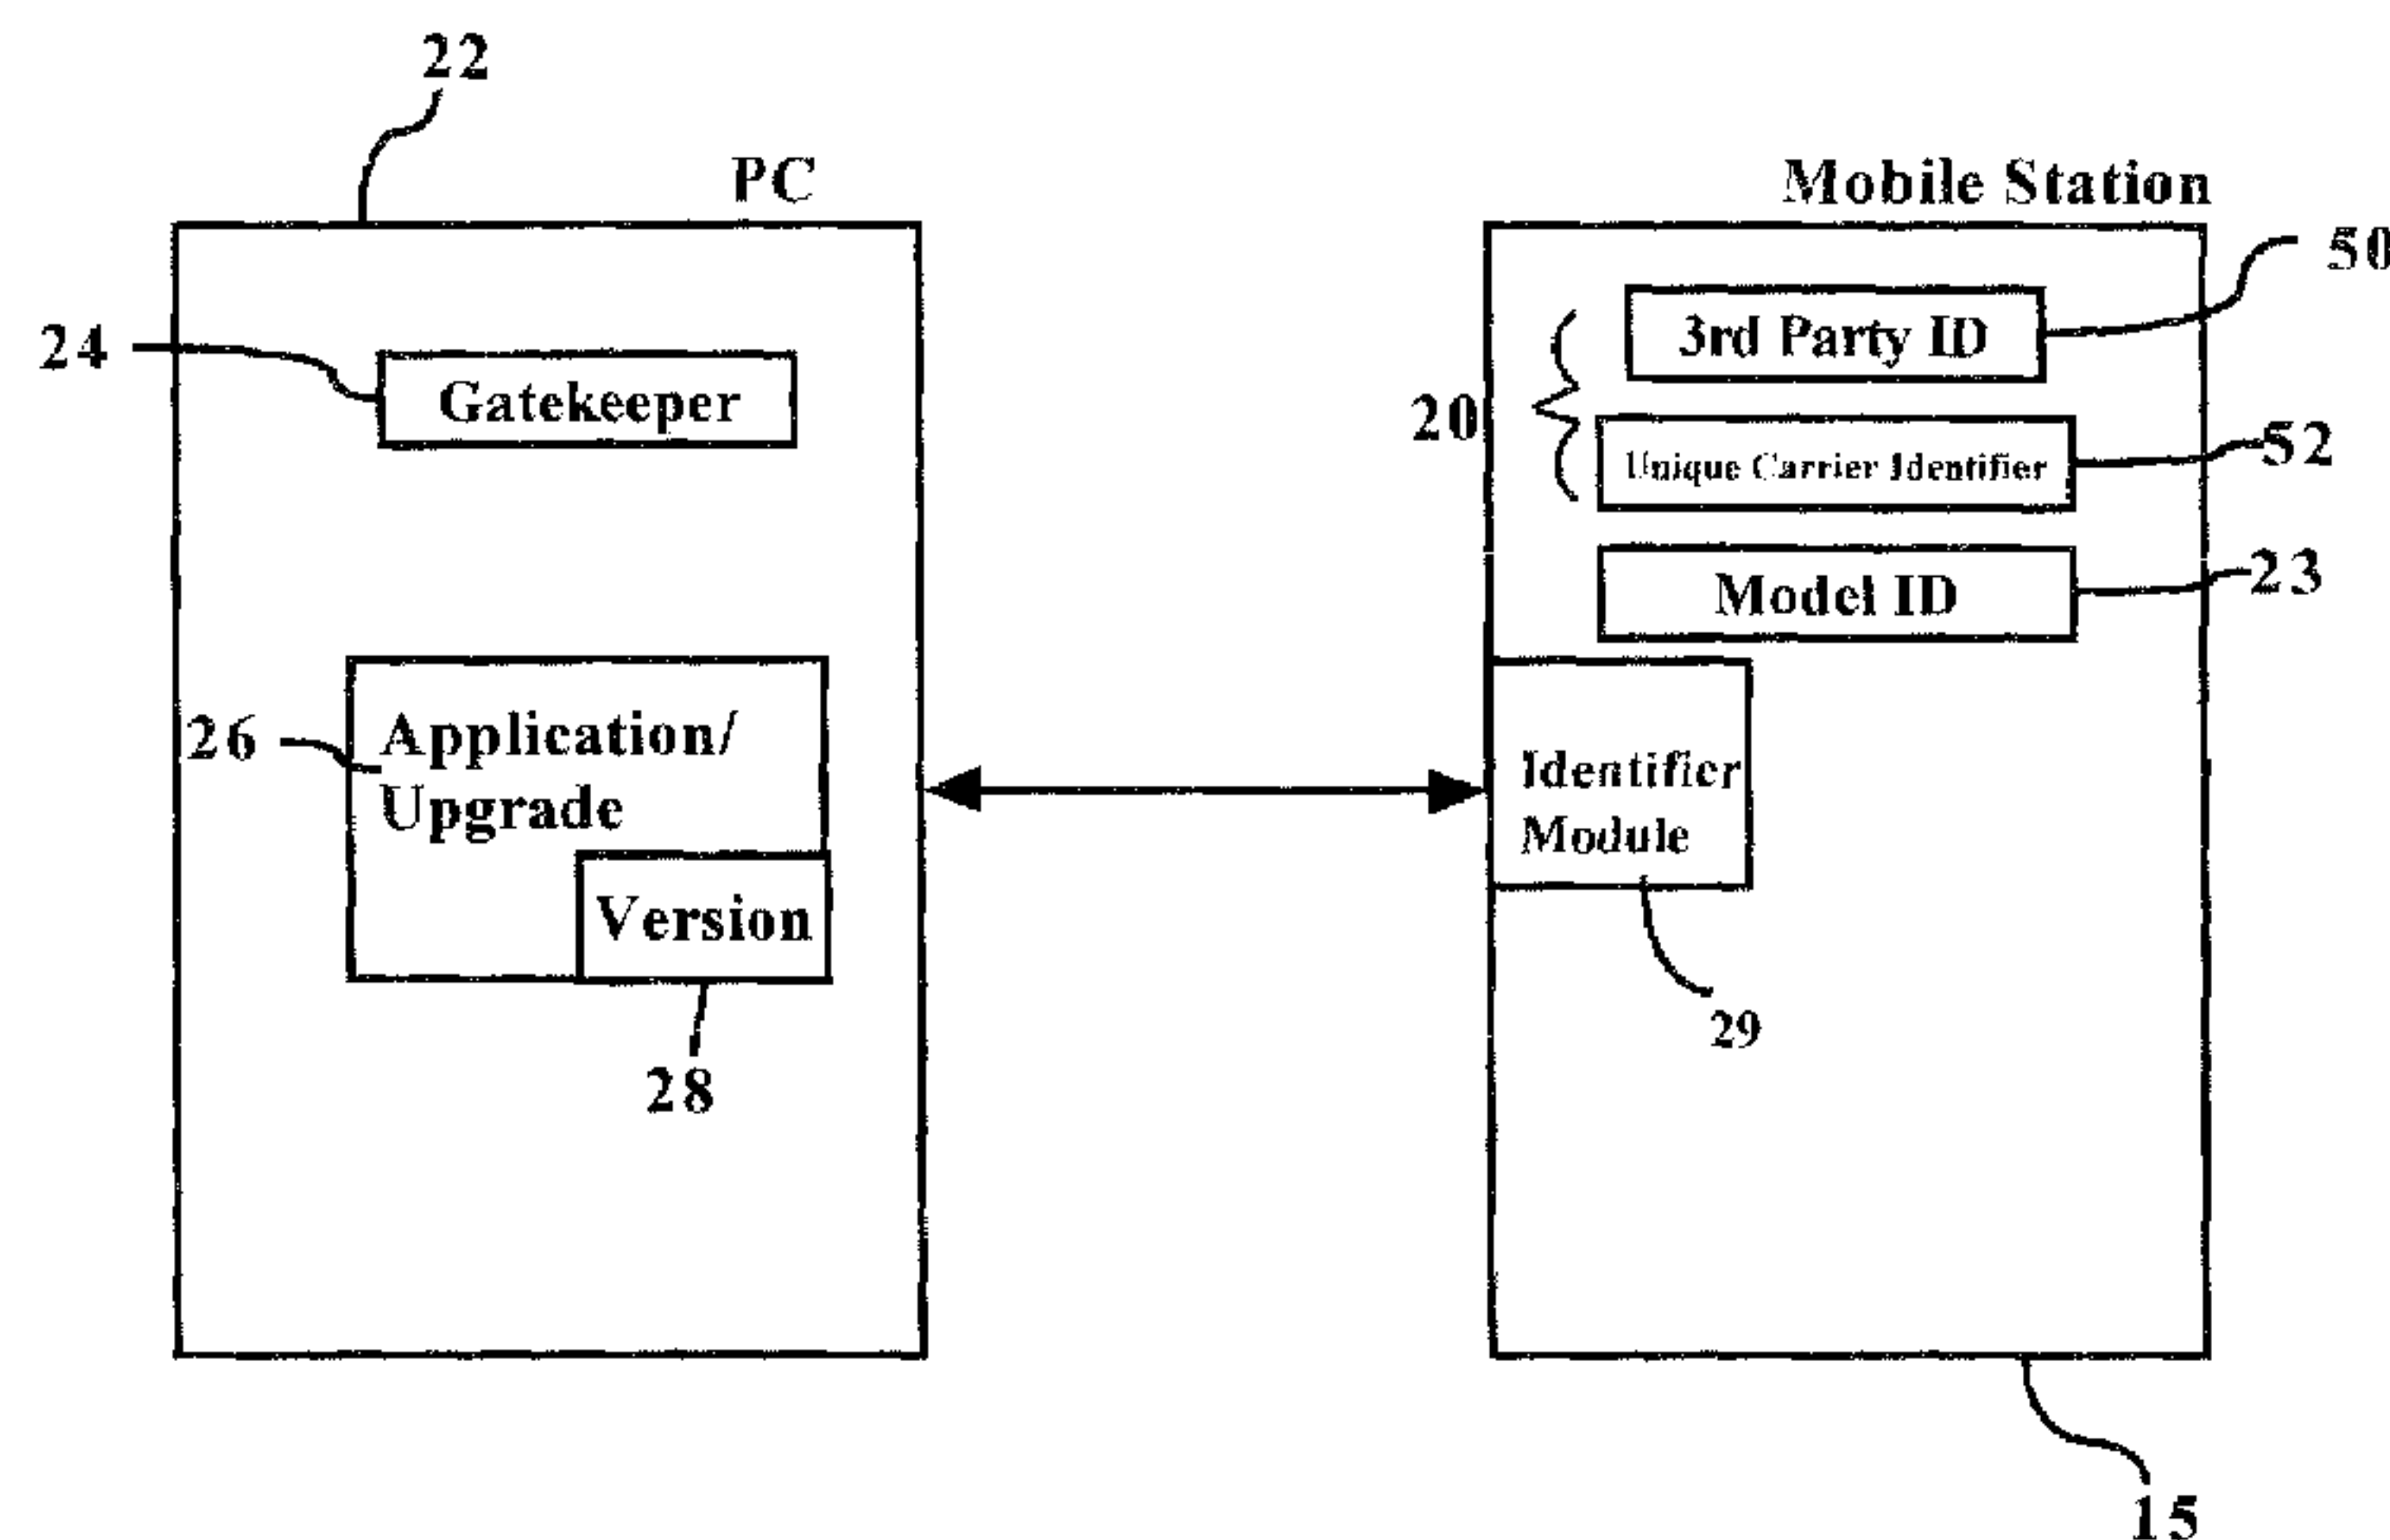 22
PC
24
Gatekeeper
26
Application/
Upgrade
Version
28
Mobile Station
50
3rd Party ID
20
Unique Carrier Identifier
52
Model ID
23
Identifier
Module
29
15